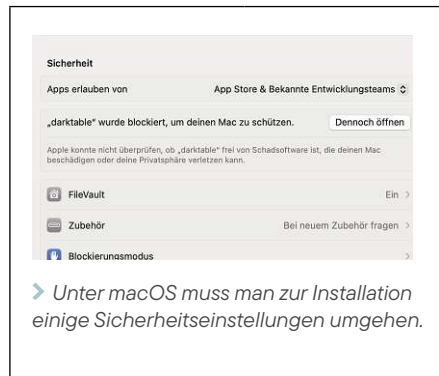 Sicherheit
Apps erlauben von App Store & Bekannte Entwicklungsteams
„darktable“ wurde blockiert, um deinen Mac zu schützen. Dennoch öffnen
Apple konnte nicht überprüfen, ob „darktable“ frei von Schadsoftware ist, die deinen Mac
beschädigen oder deine Privatsphäre verletzen kann.
FileVault Ein >
Zubehör Bei neuem Zubehör fragen >
Blockierungsmodus >
> Unter macOS muss man zur Installation
einige Sicherheitseinstellungen umgehen.